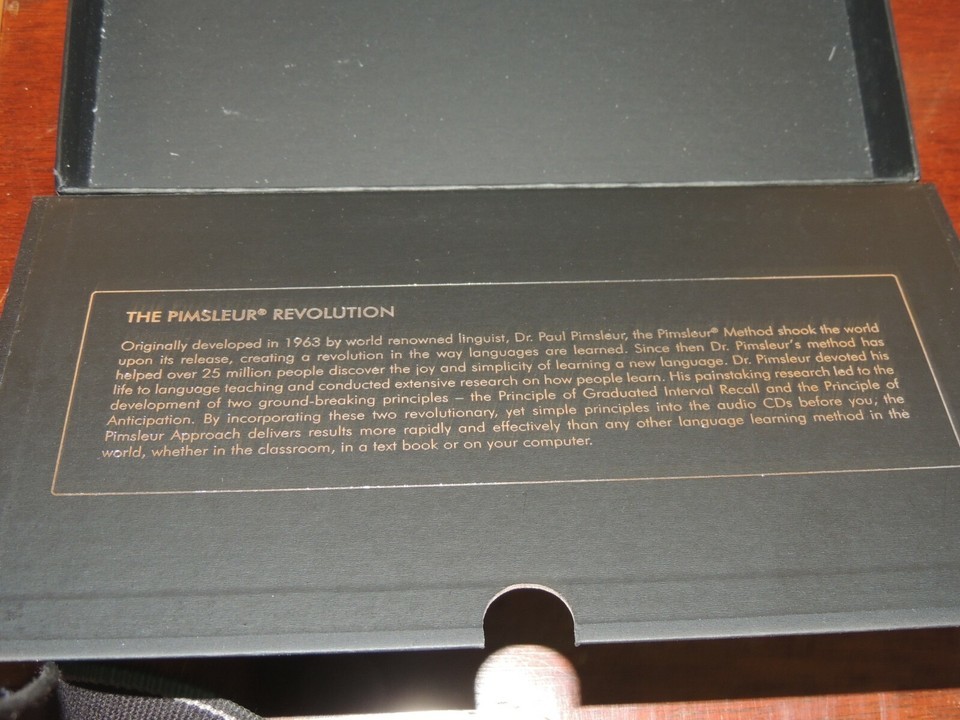 THE PIMSLEUR® REVOLUTION
Originally developed in 1963 by world renowned linguist, Dr. Paul Pimsleur, the Pimsleur® Method shook the world
upon its release, creating a revolution in the way languages are learned. Since then Dr. Pimsleur's method has
helped over 25 million people discover the joy and simplicity of learning a new language. Dr. Pimsleur devoted his
life to language teaching and conducted extensive research on how people learn. His painstaking research led to the
development of two ground-breaking principles – the Principle of Graduated Interval Recall and the Principle of
Anticipation. By incorporating these two revolutionary, yet simple principles into the audio CDs before you, the
Pimsleur Approach delivers results more rapidly and effectively than any other language learning method in the
world, whether in the classroom, in a text book or on your computer.